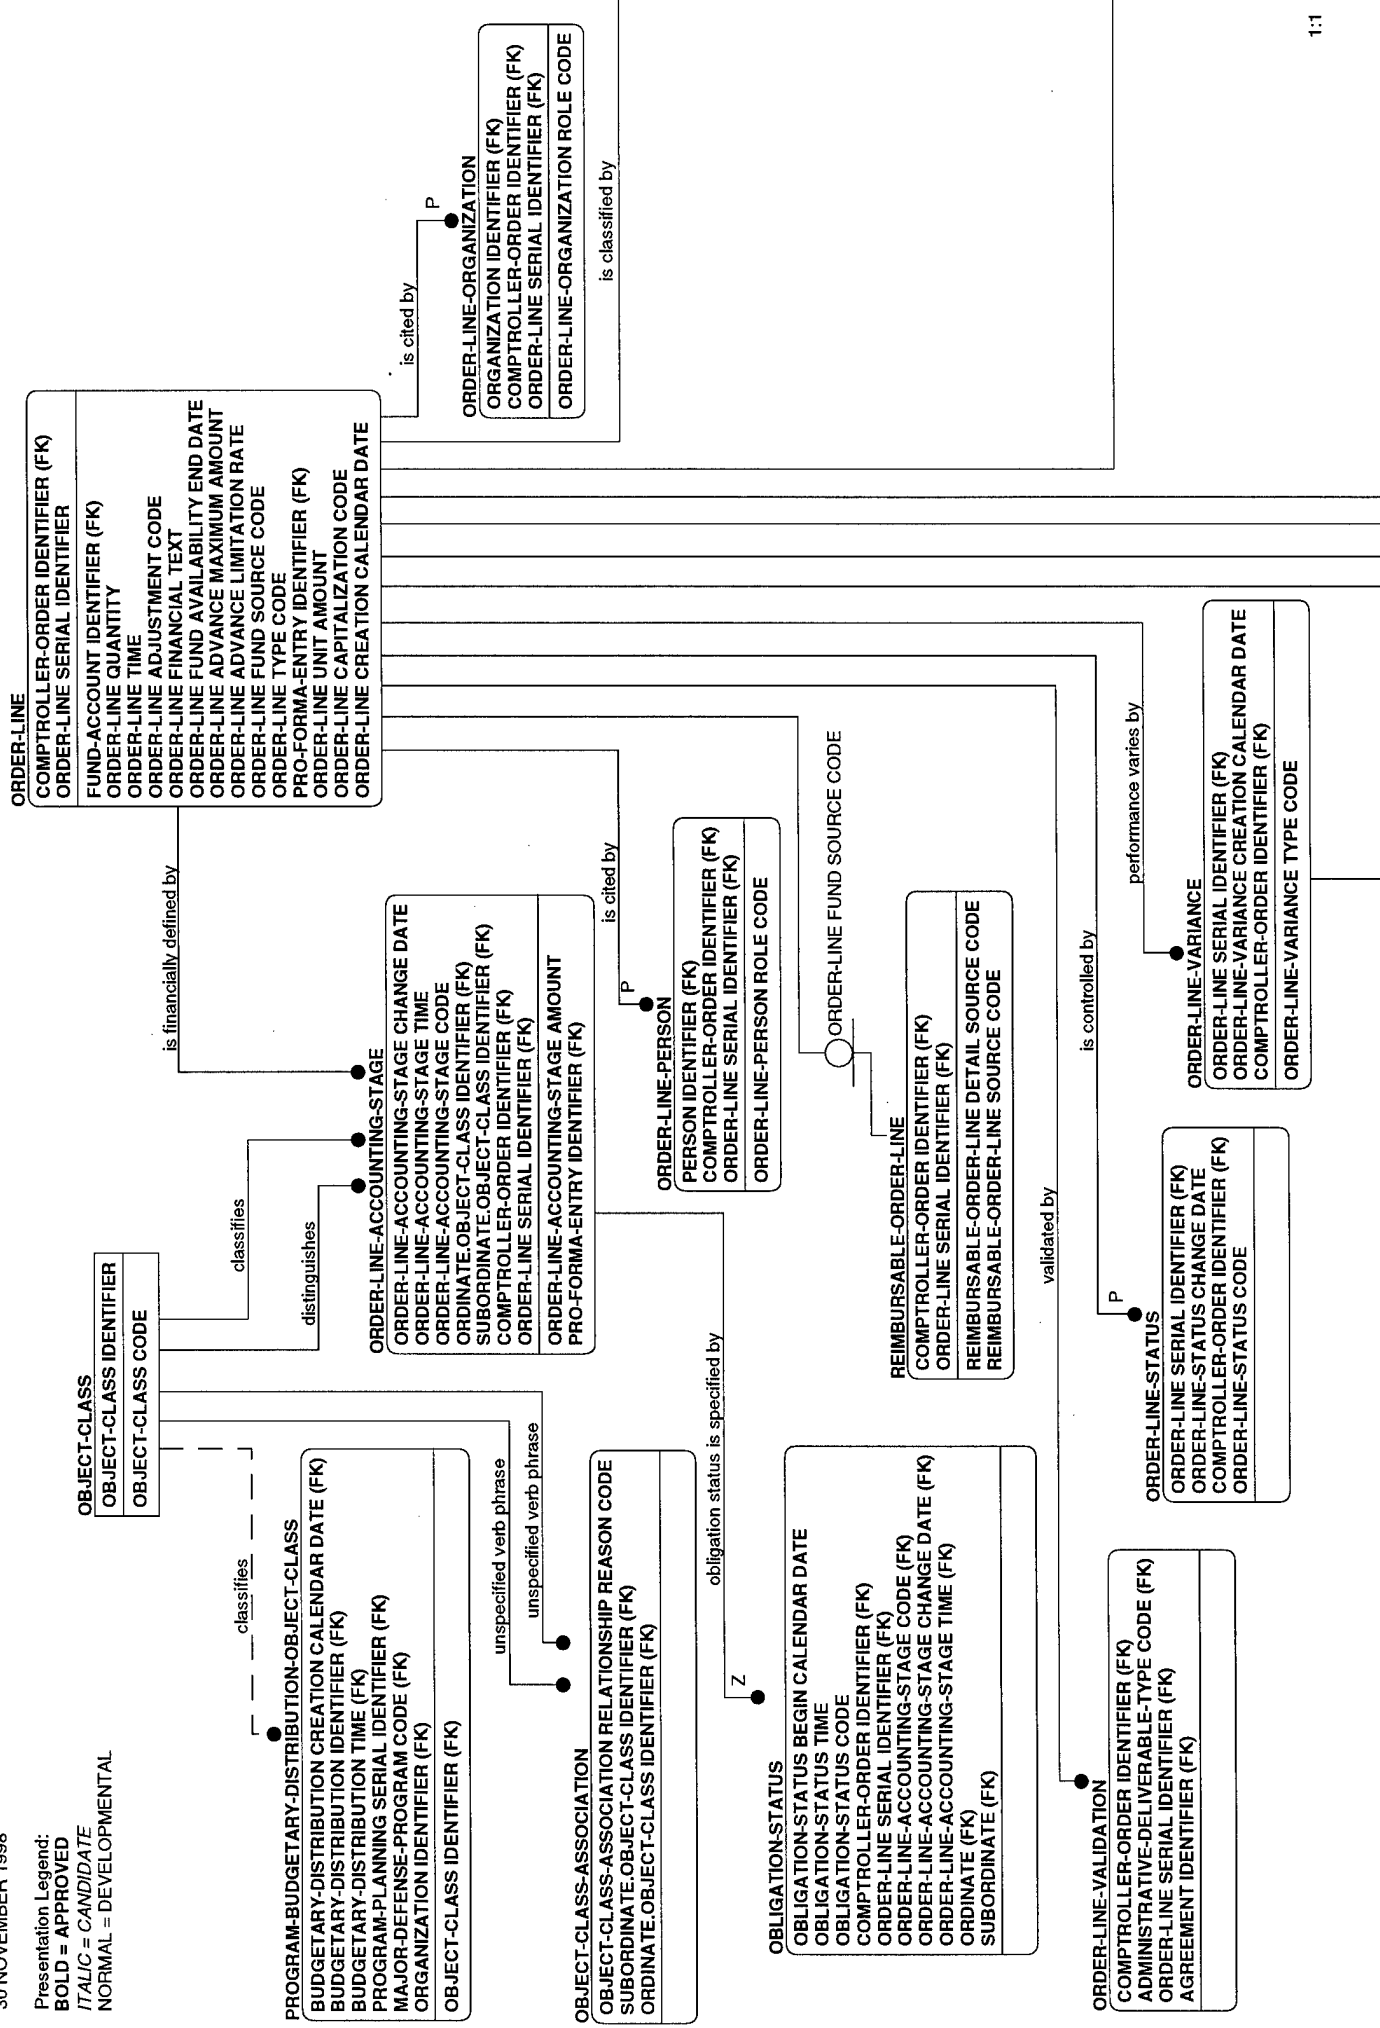 30 NOVEMBER 1998
Presentation Legend:
BOLD = APPROVED
ITALIC = CANDIDATE
NORMAL = DEVELOPMENTAL
OBJECT-CLASS
OBJECT-CLASS IDENTIFIER
OBJECT-CLASS CODE
classifies
classifies
distinguishes
ORDER-LINE
COMPTROLLER-ORDER IDENTIFIER (FK)
ORDER-LINE SERIAL IDENTIFIER
FUND-ACCOUNT IDENTIFIER (FK)
ORDER-LINE QUANTITY
ORDER-LINE TIME
ORDER-LINE ADJUSTMENT CODE
ORDER-LINE FINANCIAL TEXT
ORDER-LINE FUND AVAILABILITY END DATE
ORDER-LINE ADVANCE MAXIMUM AMOUNT
ORDER-LINE ADVANCE LIMITATION RATE
ORDER-LINE FUND SOURCE CODE
ORDER-LINE TYPE CODE
PRO-FORMA-ENTRY IDENTIFIER (FK)
ORDER-LINE UNIT AMOUNT
ORDER-LINE CAPITALIZATION CODE
ORDER-LINE CREATION CALENDAR DATE
is financially defined by
PROGRAM-BUDGETARY-DISTRIBUTION-OBJECT-CLASS
BUDGETARY-DISTRIBUTION CREATION CALENDAR DATE (FK)
BUDGETARY-DISTRIBUTION IDENTIFIER (FK)
BUDGETARY-DISTRIBUTION TIME (FK)
PROGRAM-PLANNING SERIAL IDENTIFIER (FK)
MAJOR-DEFENSE-PROGRAM CODE (FK)
ORGANIZATION IDENTIFIER (FK)
OBJECT-CLASS IDENTIFIER (FK)
ORDER-LINE-ACCOUNTING-STAGE
ORDER-LINE-ACCOUNTING-STAGE CHANGE DATE
ORDER-LINE-ACCOUNTING-STAGE TIME
ORDER-LINE-ACCOUNTING-STAGE CODE
ORDINATE.OBJECT-CLASS IDENTIFIER (FK)
SUBORDINATE.OBJECT-CLASS IDENTIFIER (FK)
COMPTROLLER-ORDER IDENTIFIER (FK)
ORDER-LINE SERIAL IDENTIFIER (FK)
ORDER-LINE-ACCOUNTING-STAGE AMOUNT
PRO-FORMA-ENTRY IDENTIFIER (FK)
is cited by
P
ORDER-LINE-ORGANIZATION
ORGANIZATION IDENTIFIER (FK)
COMPTROLLER-ORDER IDENTIFIER (FK)
ORDER-LINE SERIAL IDENTIFIER (FK)
ORDER-LINE-ORGANIZATION ROLE CODE
is classified by
unspecified verb phrase
unspecified verb phrase
OBJECT-CLASS-ASSOCIATION
OBJECT-CLASS-ASSOCIATION RELATIONSHIP REASON CODE
SUBORDINATE.OBJECT-CLASS IDENTIFIER (FK)
ORDINATE.OBJECT-CLASS IDENTIFIER (FK)
is cited by
P
ORDER-LINE-PERSON
PERSON IDENTIFIER (FK)
COMPTROLLER-ORDER IDENTIFIER (FK)
ORDER-LINE SERIAL IDENTIFIER (FK)
ORDER-LINE-PERSON ROLE CODE
obligation status is specified by
Z
OBLIGATION-STATUS
OBLIGATION-STATUS BEGIN CALENDAR DATE
OBLIGATION-STATUS TIME
OBLIGATION-STATUS CODE
COMPTROLLER-ORDER IDENTIFIER (FK)
ORDER-LINE SERIAL IDENTIFIER (FK)
ORDER-LINE-ACCOUNTING-STAGE CODE (FK)
ORDER-LINE-ACCOUNTING-STAGE CHANGE DATE (FK)
ORDER-LINE-ACCOUNTING-STAGE TIME (FK)
ORDINATE (FK)
SUBORDINATE (FK)
ORDER-LINE FUND SOURCE CODE
REIMBURSABLE-ORDER-LINE
COMPTROLLER-ORDER IDENTIFIER (FK)
ORDER-LINE SERIAL IDENTIFIER (FK)
REIMBURSABLE-ORDER-LINE DETAIL SOURCE CODE
REIMBURSABLE-ORDER-LINE SOURCE CODE
validated by
ORDER-LINE-VALIDATION
COMPTROLLER-ORDER IDENTIFIER (FK)
ADMINISTRATIVE-DELIVERABLE-TYPE CODE (FK)
ORDER-LINE SERIAL IDENTIFIER (FK)
AGREEMENT IDENTIFIER (FK)
is controlled by
P
ORDER-LINE-STATUS
ORDER-LINE SERIAL IDENTIFIER (FK)
ORDER-LINE-STATUS CHANGE DATE
COMPTROLLER-ORDER IDENTIFIER (FK)
ORDER-LINE-STATUS CODE
performance varies by
ORDER-LINE-VARIANCE
ORDER-LINE SERIAL IDENTIFIER (FK)
ORDER-LINE-VARIANCE CREATION CALENDAR DATE
COMPTROLLER-ORDER IDENTIFIER (FK)
ORDER-LINE-VARIANCE TYPE CODE
1:1